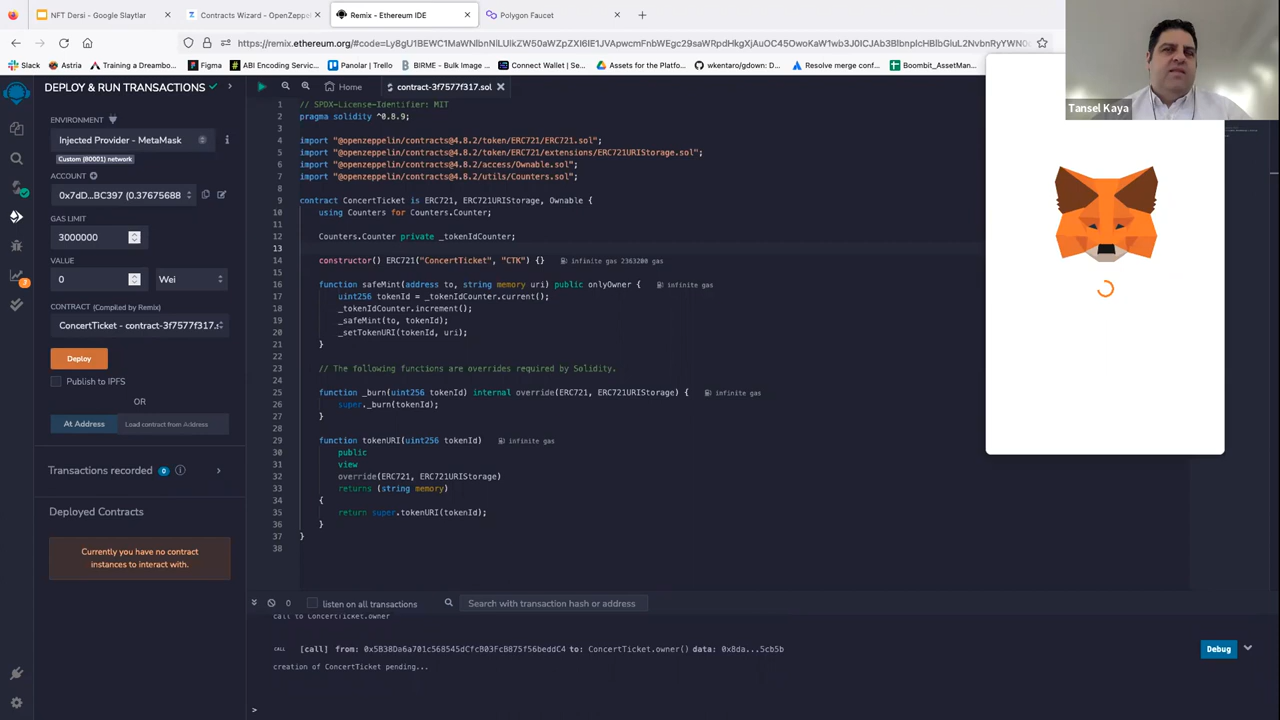 NFT Dersi - Google Slaytlar
Contracts Wizard - OpenZeppel
Remix - Ethereum IDE
Polygon Faucet
https://remix.ethereum.org/
Slack
Astria
Training a Dreambo...
Figma
ABI Encoding Specific...
Panolar | Trello
BIRME - Bulk Image ...
Connect Wallet | Osm...
Assets for the Platfo...
wkentaro/gdown: Do...
Resolve merge conf...
Boombit_AssetMan...
Tansel Kaya
DEPLOY & RUN TRANSACTIONS
Home
contract-3f7577f317.sol
ENVIRONMENT
Injected Provider - MetaMask
Custom (80001) network
ACCOUNT
0x7dD...BC397 (0.37675688
GAS LIMIT
3000000
VALUE
0
Wei
CONTRACT (Compiled by Remix)
ConcertTicket - contract-3f7577f317.
Deploy
Publish to IPFS
OR
At Address
Load contract from Address
Transactions recorded 0
Deployed Contracts
Currently you have no contract
instances to interact with.
3
1 // SPDX-License-Identifier: MIT
2 pragma solidity ^0.8.9;
3
4 import "@openzeppelin/contracts@4.8.2/token/ERC721/ERC721.sol";
5 import "@openzeppelin/contracts@4.8.2/token/ERC721/extensions/ERC721URIStorage.sol";
6 import "@openzeppelin/contracts@4.8.2/access/Ownable.sol";
7 import "@openzeppelin/contracts@4.8.2/utils/Counters.sol";
8
9 contract ConcertTicket is ERC721, ERC721URIStorage, Ownable {
10 using Counters for Counters.Counter;
11
12 Counters.Counter private _tokenIdCounter;
13
14 constructor() ERC721("ConcertTicket", "CTK") {} infinite gas 2363200 gas
15
16 function safeMint(address to, string memory uri) public onlyOwner { infinite gas
17 uint256 tokenId = _tokenIdCounter.current();
18 _tokenIdCounter.increment();
19 _safeMint(to, tokenId);
20 _setTokenURI(tokenId, uri);
21 }
22
23 // The following functions are overrides required by Solidity.
24
25 function _burn(uint256 tokenId) internal override(ERC721, ERC721URIStorage) { infinite gas
26 super._burn(tokenId);
27 }
28
29 function tokenURI(uint256 tokenId) infinite gas
30 public
31 view
32 override(ERC721, ERC721URIStorage)
33 returns (string memory)
34 {
35 return super.tokenURI(tokenId);
36 }
37 }
38
0
listen on all transactions
Search with transaction hash or address
call to ConcertTicket.owner
CALL [call] from: 0x5B38Da6a701c568545dCfcB03FcB875f56beddC4 to: ConcertTicket.owner() data: 0x8da...5cb5b
Debug
creation of ConcertTicket pending...
>